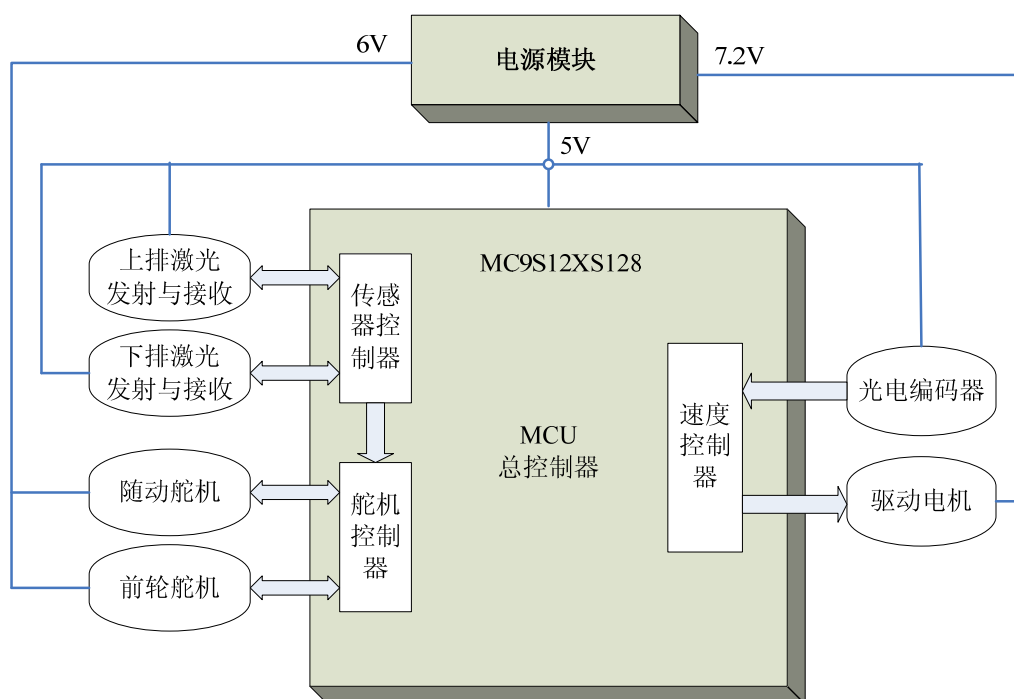 6V
电源模块
7.2V
5V
MC9S12XS128
上排激光
发射与接收
传感
器控
制器
下排激光
发射与接收
光电编码器
速度
控制
器
MCU
总控制器
随动舵机
舵机
控制
器
驱动电机
前轮舵机